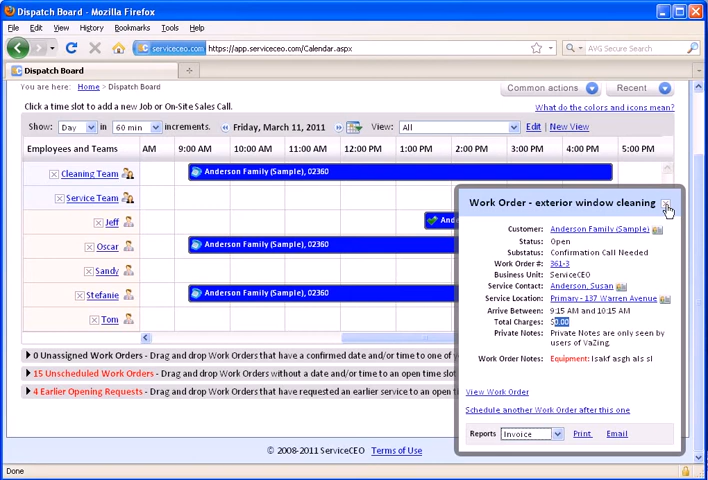 Dispatch Board - Mozilla Firefox
File Edit View History Bookmarks Tools Help
serviceceo.com https://app.serviceceo.com/Calendar.aspx
AVG Secure Search
Dispatch Board
You are here: Home > Dispatch Board
Common actions Recent
Click a time slot to add a new Job or On-Site Sales Call.
What do the colors and icons mean?
Show: Day in 60 min increments. Friday, March 11, 2011 View: All Edit New View
Employees and Teams AM 9:00 AM 10:00 AM 11:00 AM 12:00 PM 1:00 PM 2:00 PM 3:00 PM 4:00 PM 5:00 PM
Cleaning Team Anderson Family (Sample), 02360
Service Team
Jeff
Oscar Anderson Family (Sample), 02360
Sandy
Stefanie Anderson Family (Sample), 02360
Tom
0 Unassigned Work Orders - Drag and drop Work Orders that have a confirmed date and/or time to one of
15 Unscheduled Work Orders - Drag and drop Work Orders without a date and/or time to an open time slot
4 Earlier Opening Requests - Drag and drop Work Orders that have requested an earlier service to an open
Work Order - exterior window cleaning
Customer: Anderson Family (Sample)
Status: Open
Substatus: Confirmation Call Needed
Work Order #: 361-3
Business Unit: ServiceCEO
Service Contact: Anderson, Susan
Service Location: Primary - 137 Warren Avenue
Arrive Between: 9:15 AM and 10:15 AM
Total Charges: $0.00
Private Notes: Private Notes are only seen by
users of VaZing
Work Order Notes: Equipment: lsakf asgh als sl
View Work Order
Schedule another Work Order after this one
Reports Invoice Print Email
© 2008-2011 ServiceCEO Terms of Use
Done